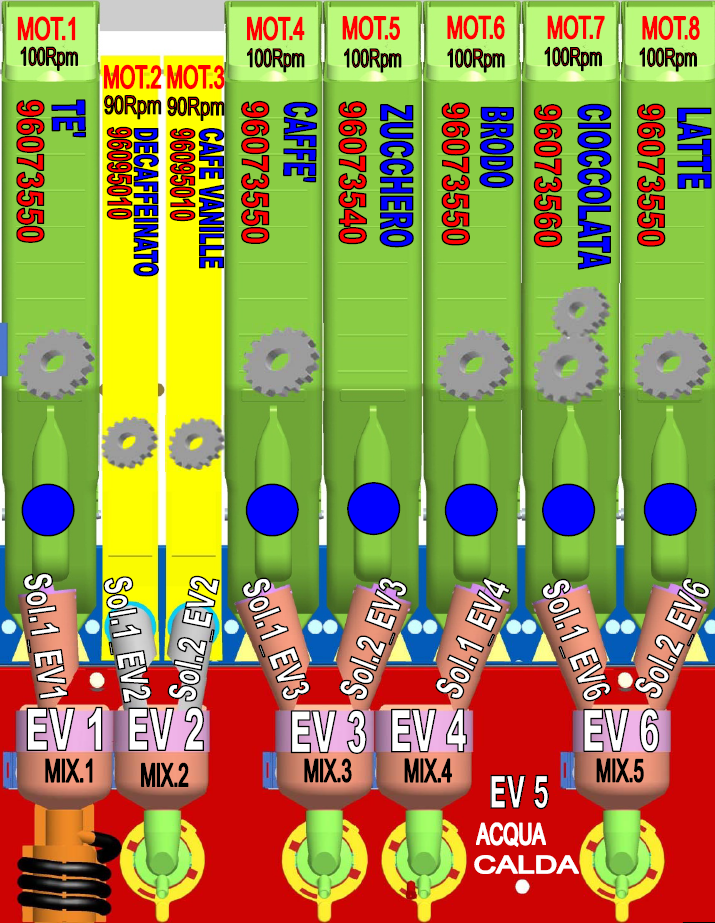 MOT.1
100Rpm
TE'
96073550
MOT.2
90Rpm
DECAFFEINATO
96095010
MOT.3
90Rpm
CAFE VANILLE
96095010
MOT.4
100Rpm
CAFFE'
96073550
MOT.5
100Rpm
ZUCCHERO
96073540
MOT.6
100Rpm
BRODO
96073550
MOT.7
100Rpm
CIOCCOLATA
96073560
MOT.8
100Rpm
LATTE
96073550
Sol.1_EV1
Sol.1_EV2
Sol.2_EV2
Sol.1_EV3
Sol.2_EV3
Sol.1_EV4
Sol.1_EV6
Sol.2_EV6
EV 1
MIX.1
EV 2
MIX.2
EV 3
MIX.3
EV 4
MIX.4
EV 6
MIX.5
EV 5
ACQUA
CALDA